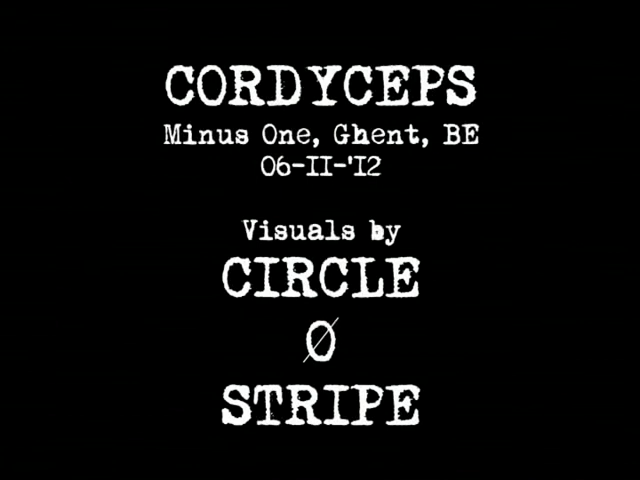 CORDYCEPS
Minus One, Ghent, BE
06-II-'12
Visuals by
CIRCLE
Ø
STRIPE